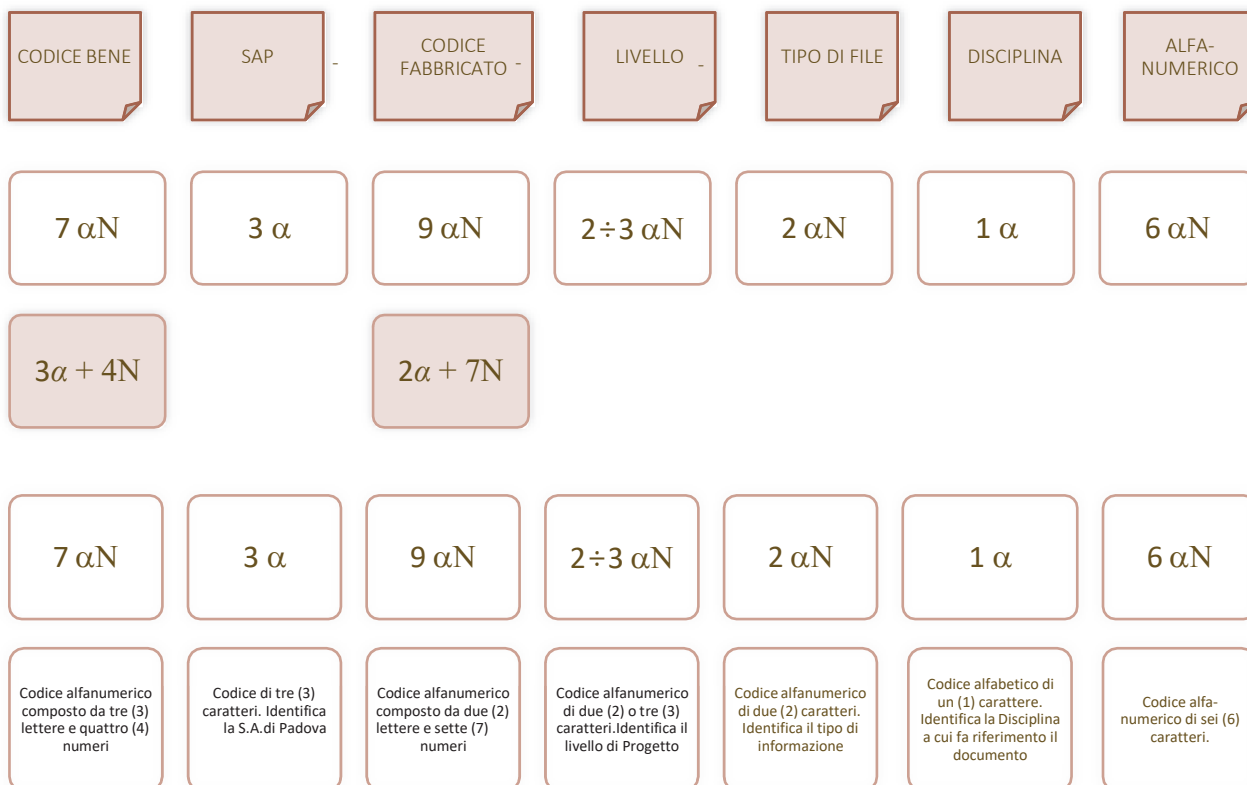 CODICE BENE
SAP
-
CODICE
FABBRICATO -
LIVELLO -
TIPO DI FILE
DISCIPLINA
ALFA-
NUMERICO
7 αN
3 α
9 αN
2÷3 αN
2 αN
1 α
6 αN
3α + 4N
2α + 7N
7 αN
3 α
9 αN
2÷3 αN
2 αN
1 α
6 αN
Codice alfanumerico
composto da tre (3)
lettere e quattro (4)
numeri
Codice di tre (3)
caratteri. Identifica
la S.A.di Padova
Codice alfanumerico
composto da due (2)
lettere e sette (7)
numeri
Codice alfanumerico
di due (2) o tre (3)
caratteri.Identifica il
livello di Progetto
Codice alfanumerico
di due (2) caratteri.
Identifica il tipo di
informazione
Codice alfabetico di
un (1) carattere.
Identifica la Disciplina
a cui fa riferimento il
documento
Codice alfa-
numerico di sei (6)
caratteri.